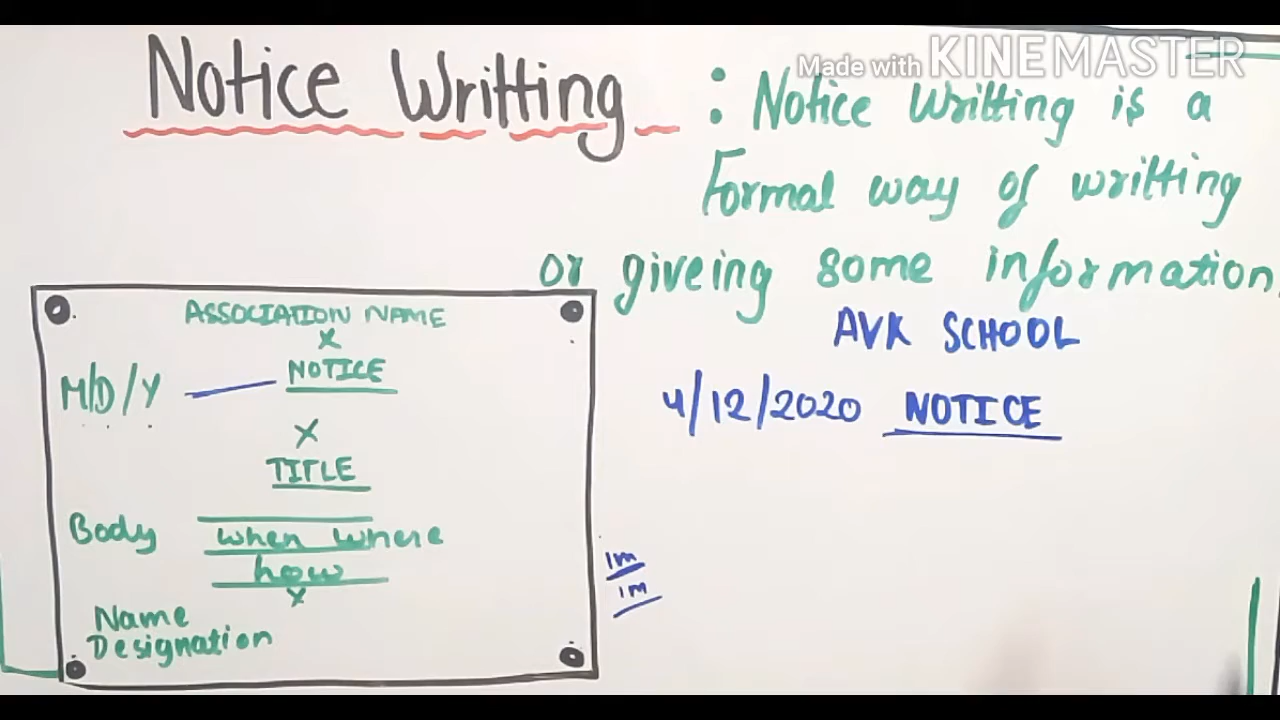 Made with KINEMASTER
Notice Writting : Notice Writting is a
Formal way of writting
or giveing some information.
ASSOCIATION NAME
X
M/D/Y NOTICE
X
TITLE
Body when where
how
X
Name
Designation
1m
1m
AVK SCHOOL
4/12/2020 NOTICE